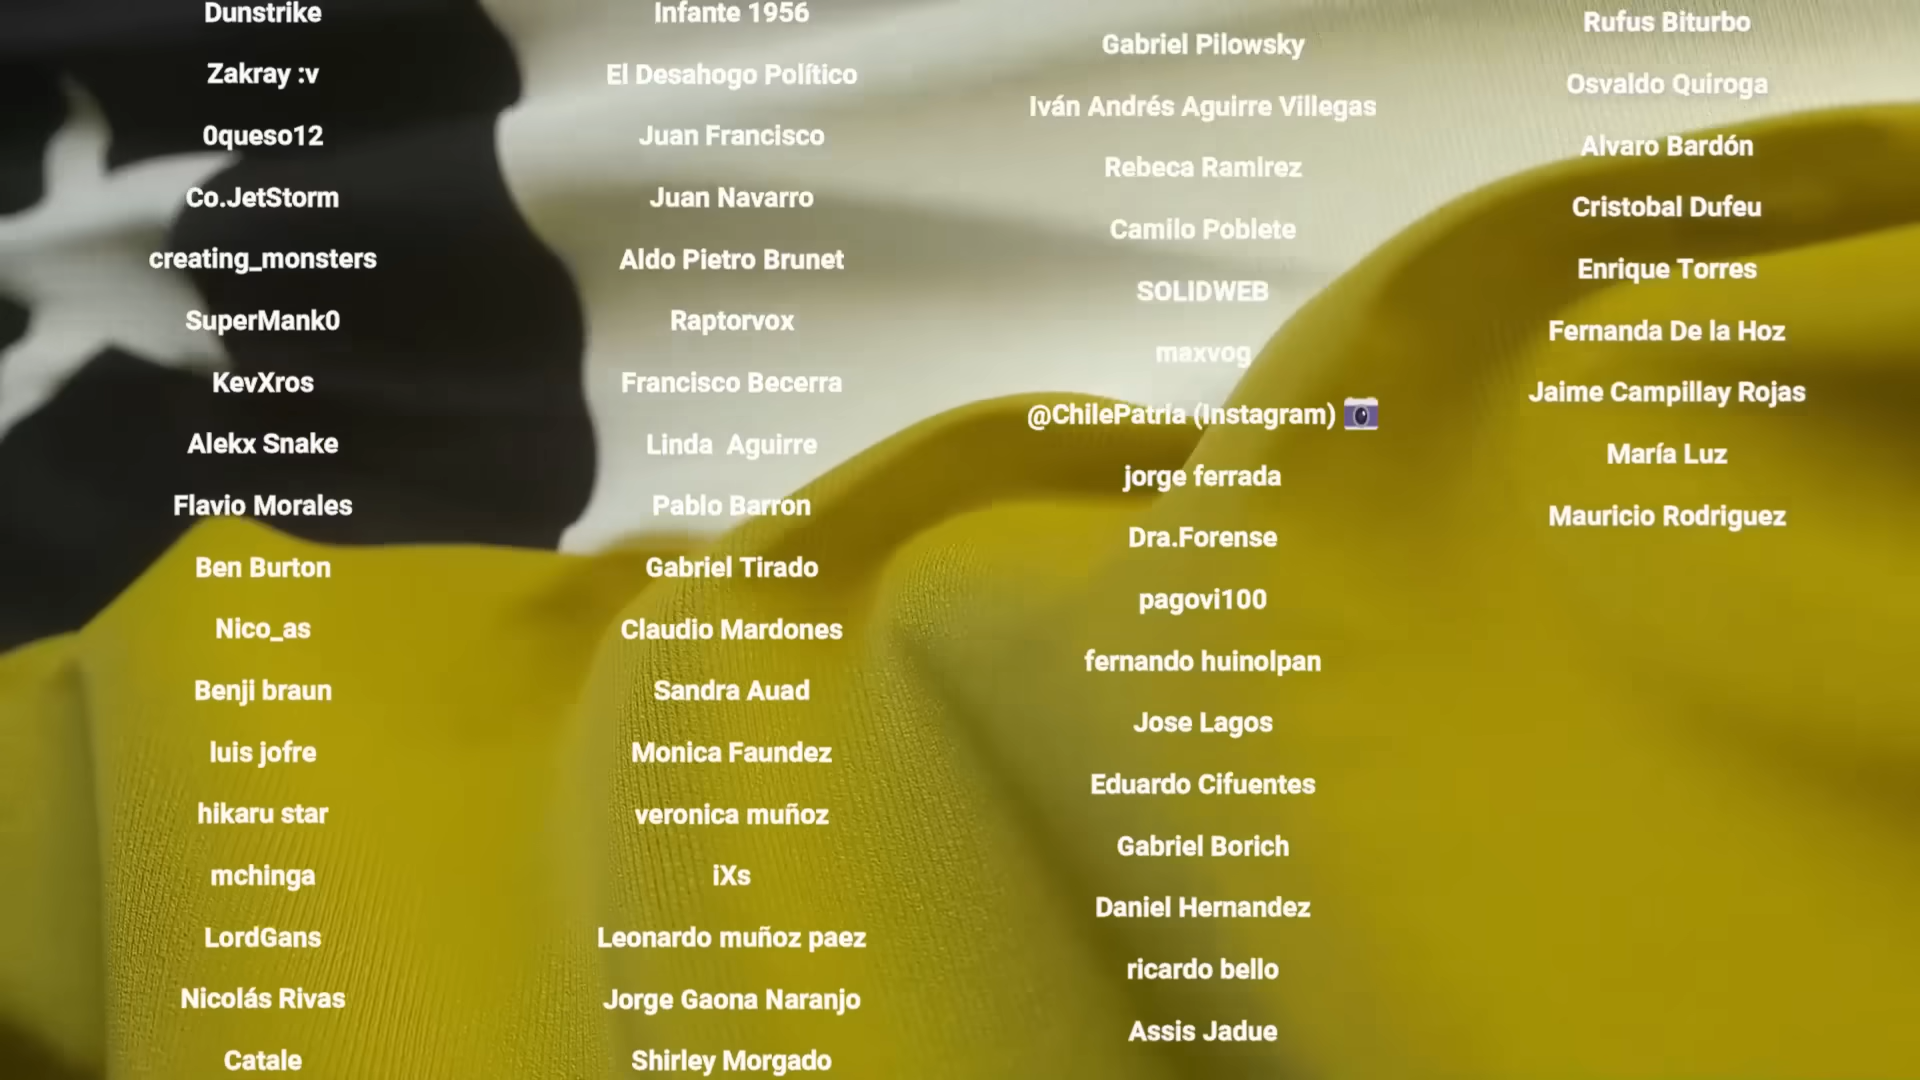 Dunstrike
Zakray :v
0queso12
Co.JetStorm
creating_monsters
SuperMank0
KevXros
Alekx Snake
Flavio Morales
Ben Burton
Nico_as
Benji braun
luis jofre
hikaru star
mchinga
LordGans
Nicolás Rivas
Catale
Infante 1956
El Desahogo Político
Juan Francisco
Juan Navarro
Aldo Pietro Brunet
Raptorvox
Francisco Becerra
Linda  Aguirre
Pablo Barron
Gabriel Tirado
Claudio Mardones
Sandra Auad
Monica Faundez
veronica muñoz
iXs
Leonardo muñoz paez
Jorge Gaona Naranjo
Shirley Morgado
Gabriel Pilowsky
Iván Andrés Aguirre Villegas
Rebeca Ramirez
Camilo Poblete
SOLIDWEB
maxvog
@ChilePatria (Instagram) 📷
jorge ferrada
Dra.Forense
pagovi100
fernando huinolpan
Jose Lagos
Eduardo Cifuentes
Gabriel Borich
Daniel Hernandez
ricardo bello
Assis Jadue
Rufus Biturbo
Osvaldo Quiroga
Alvaro Bardón
Cristobal Dufeu
Enrique Torres
Fernanda De la Hoz
Jaime Campillay Rojas
María Luz
Mauricio Rodriguez